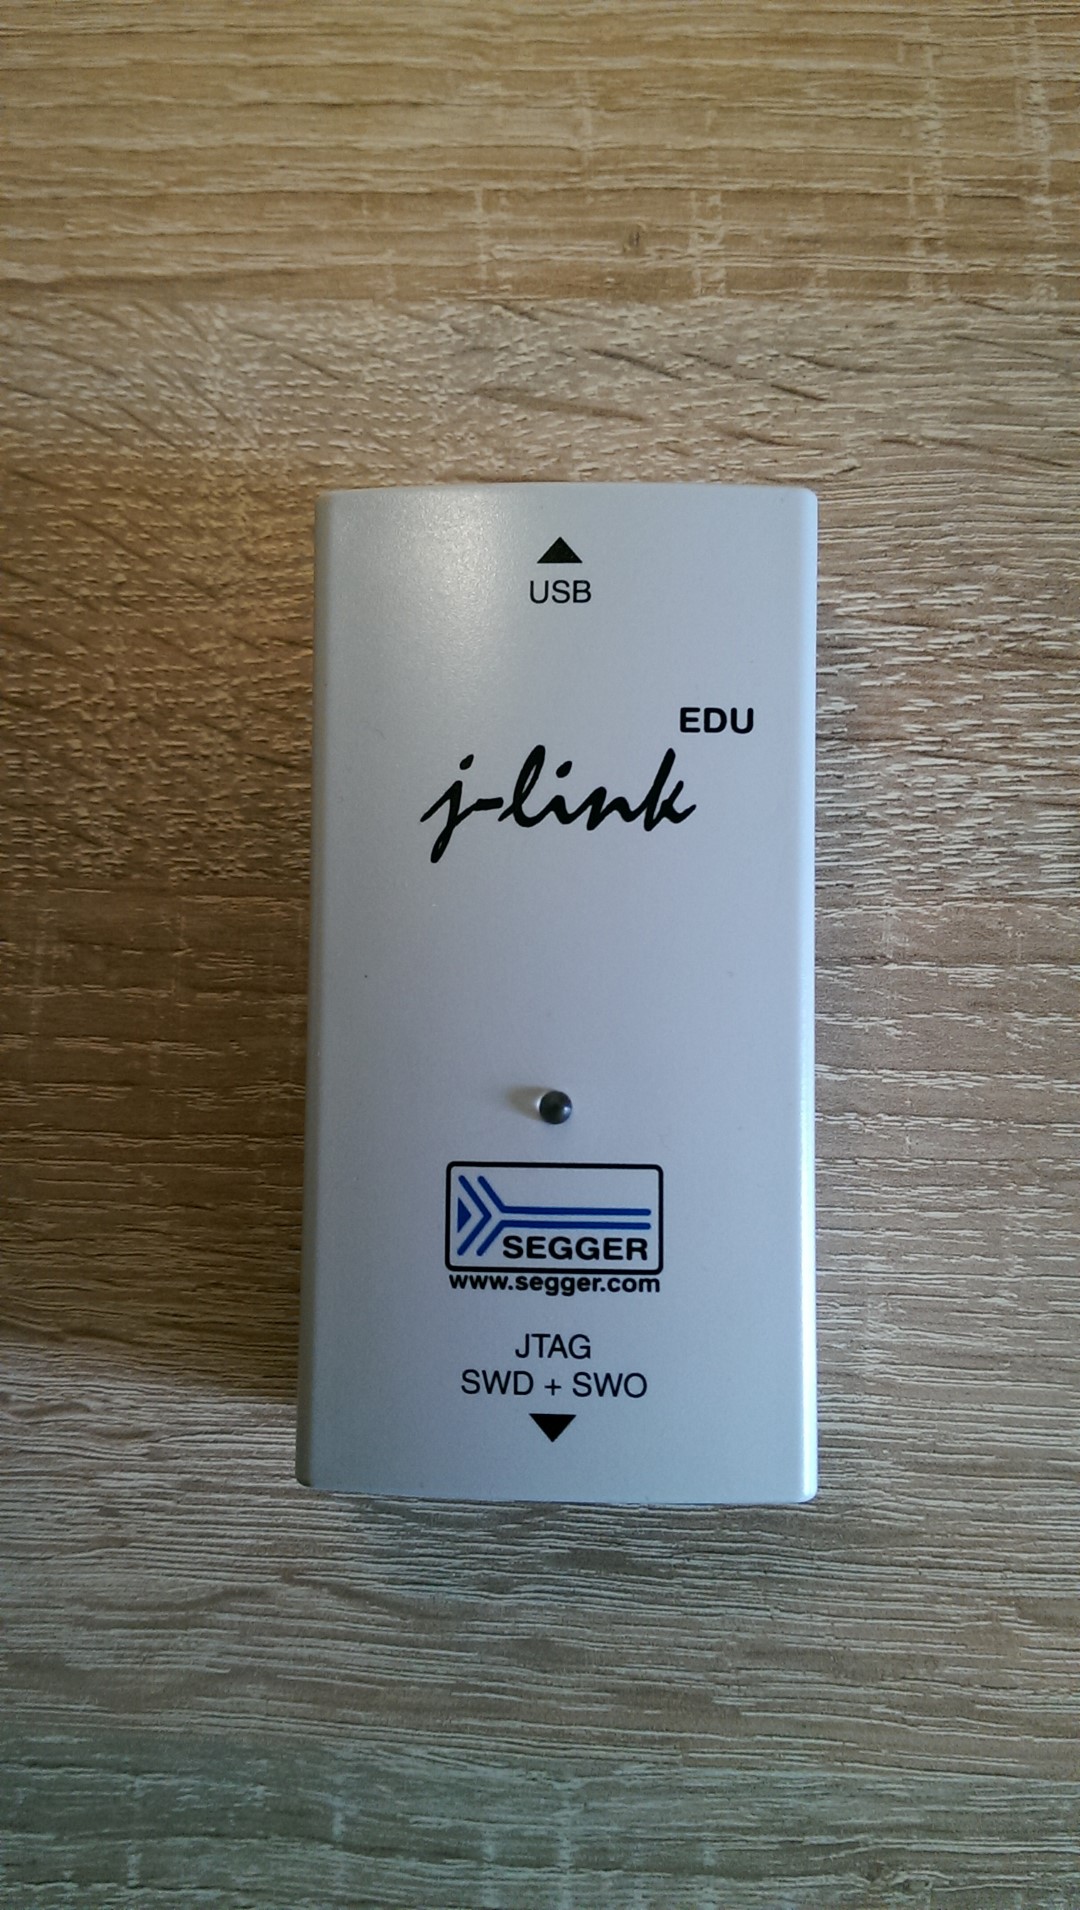 USB
EDU
j-link
SEGGER
www.segger.com
JTAG
SWD + SWO